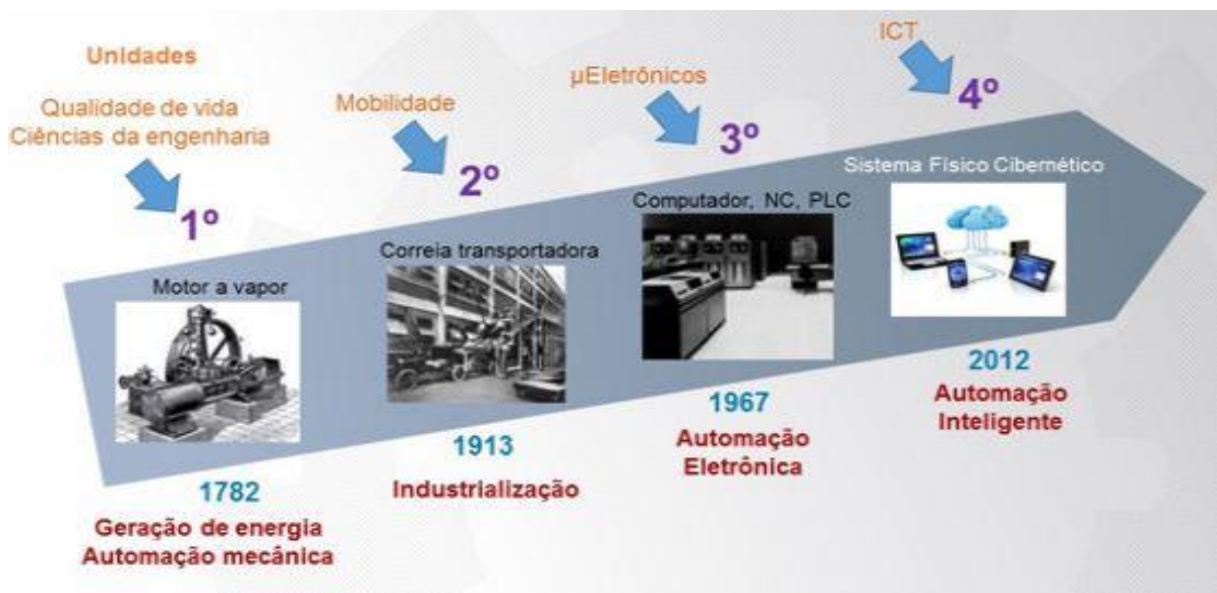 Unidades
Qualidade de vida
Ciências da engenharia
1º
Motor a vapor
1782
Geração de energia
Automação mecânica
Mobilidade
2º
Correia transportadora
1913
Industrialização
µEletrônicos
3º
Computador, NC, PLC
1967
Automação
Eletrônica
ICT
4º
Sistema Físico Cibernético
2012
Automação
Inteligente